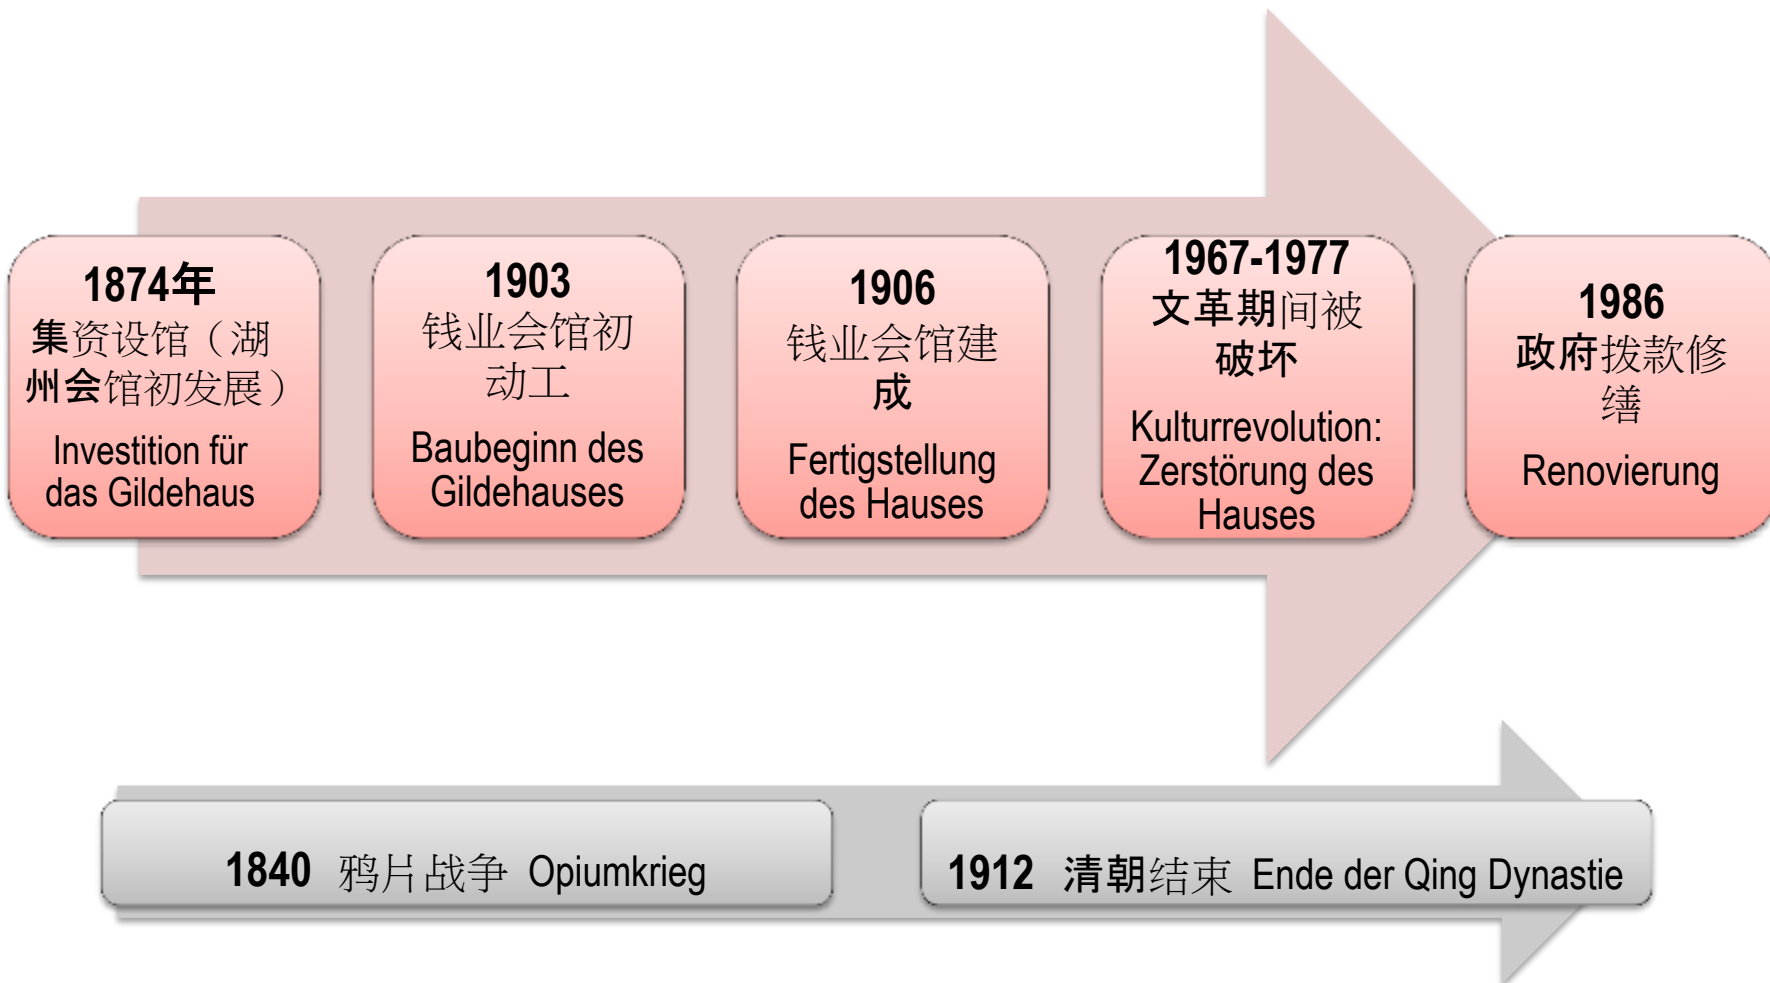 1874年
集资设馆（湖
州会馆初发展）
Investition für
das Gildehaus
1903
钱业会馆初
动工
Baubeginn des
Gildehauses
1906
钱业会馆建
成
Fertigstellung
des Hauses
1967-1977
文革期间被
破坏
Kulturrevolution:
Zerstörung des
Hauses
1986
政府拨款修
缮
Renovierung
1840 鸦片战争 Opiumkrieg
1912 清朝结束 Ende der Qing Dynastie